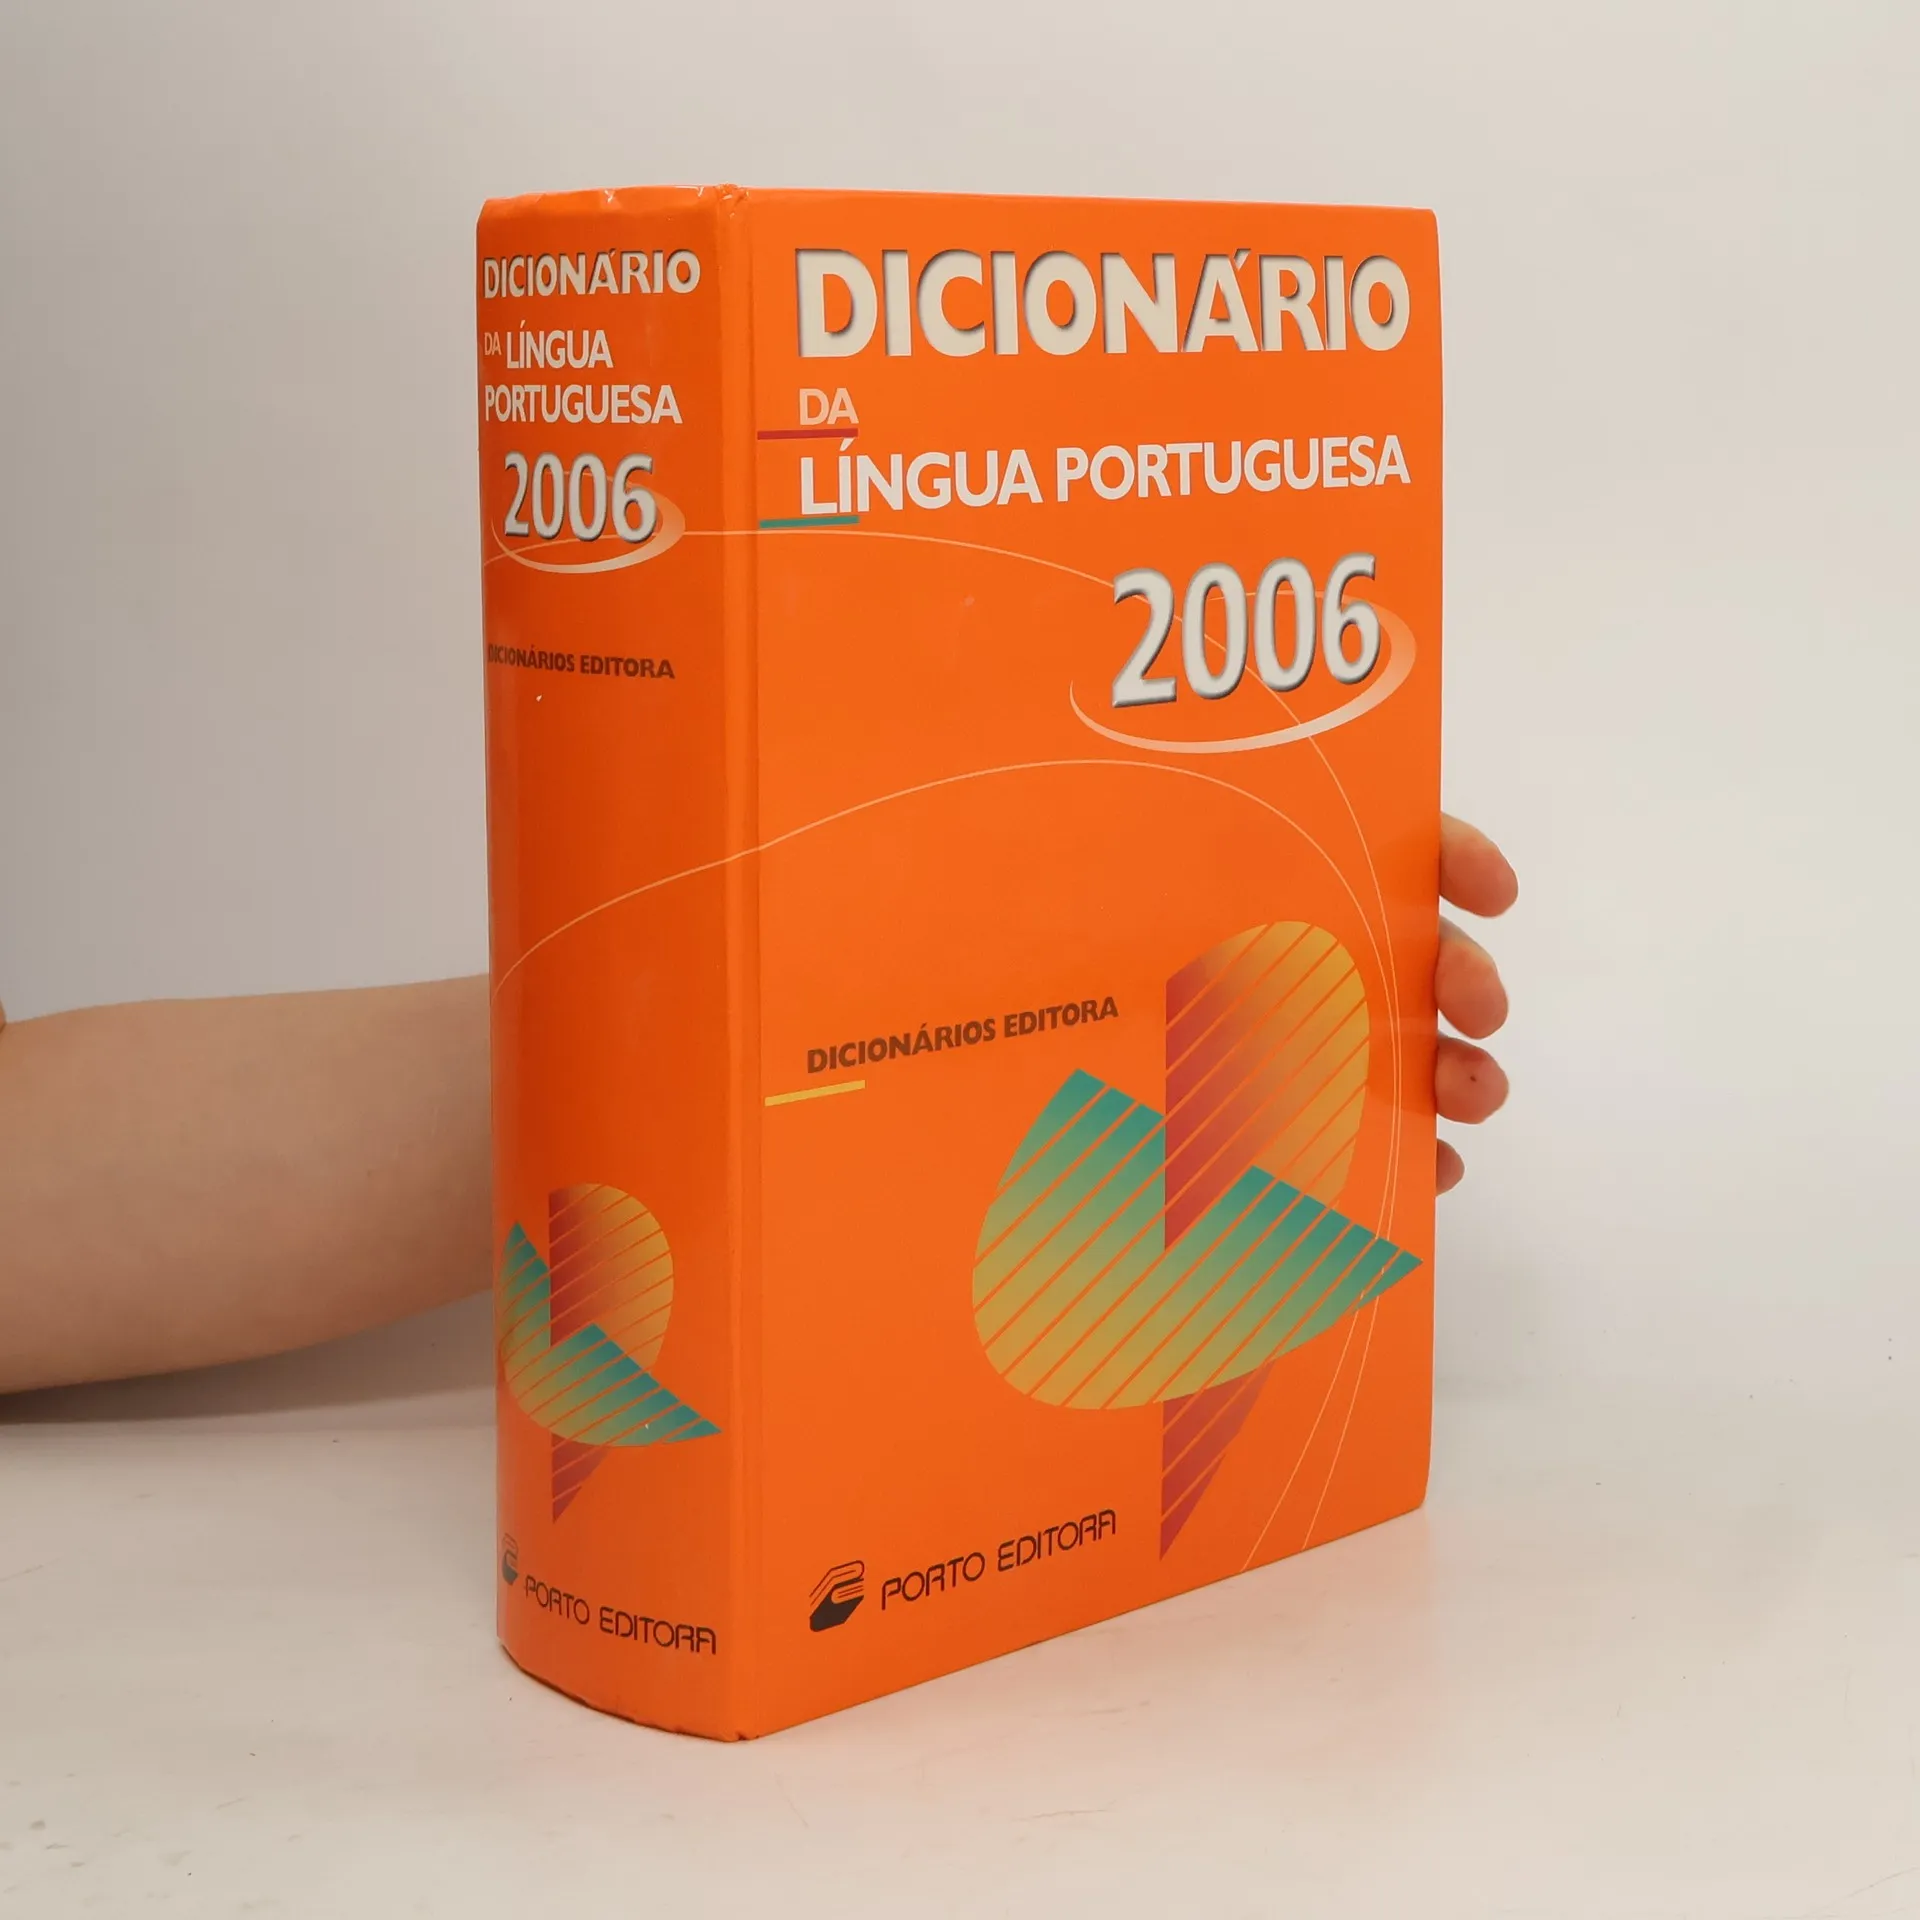 DICIONÁRIO
DA LÍNGUA
PORTUGUESA
2006
DICIONÁRIOS EDITORA
PORTO EDITORA
DICIONÁRIO
DA
LÍNGUA PORTUGUESA
2006
DICIONÁRIOS EDITORA
PORTO EDITORA